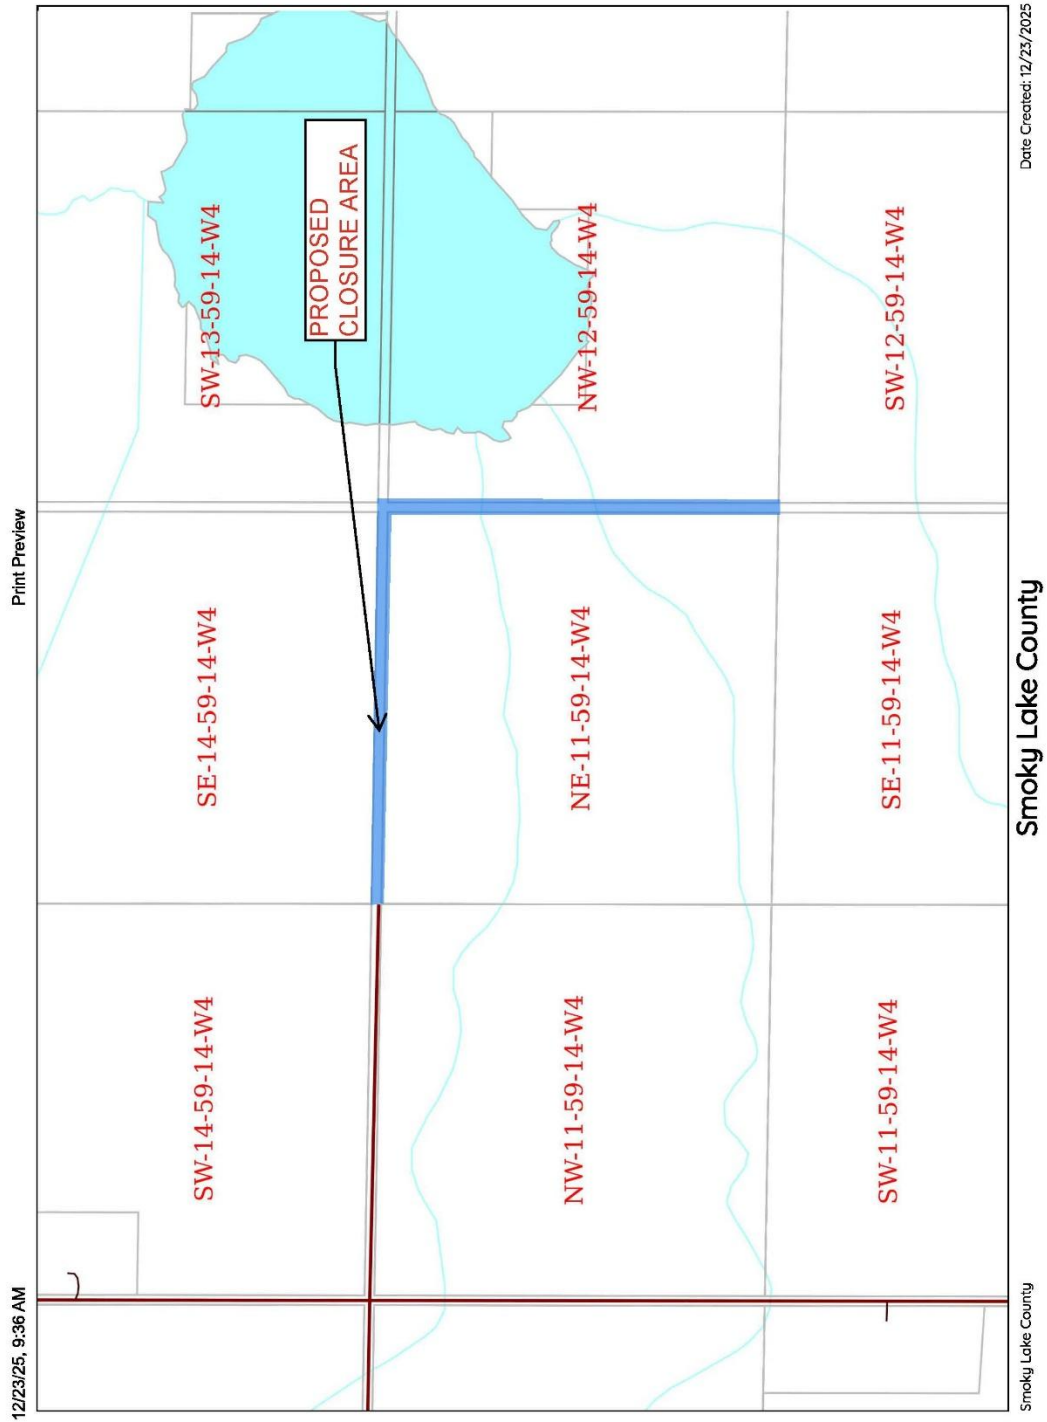 12/23/25, 9:36 AM
Print Preview
SW-14-59-14-W4
SE-14-59-14-W4
SW-13-59-14-W4
PROPOSED
CLOSURE AREA
NW-11-59-14-W4
NE-11-59-14-W4
NW-12-59-14-W4
SW-11-59-14-W4
SE-11-59-14-W4
SW-12-59-14-W4
Smoky Lake County
Smoky Lake County
Date Created: 12/23/2025